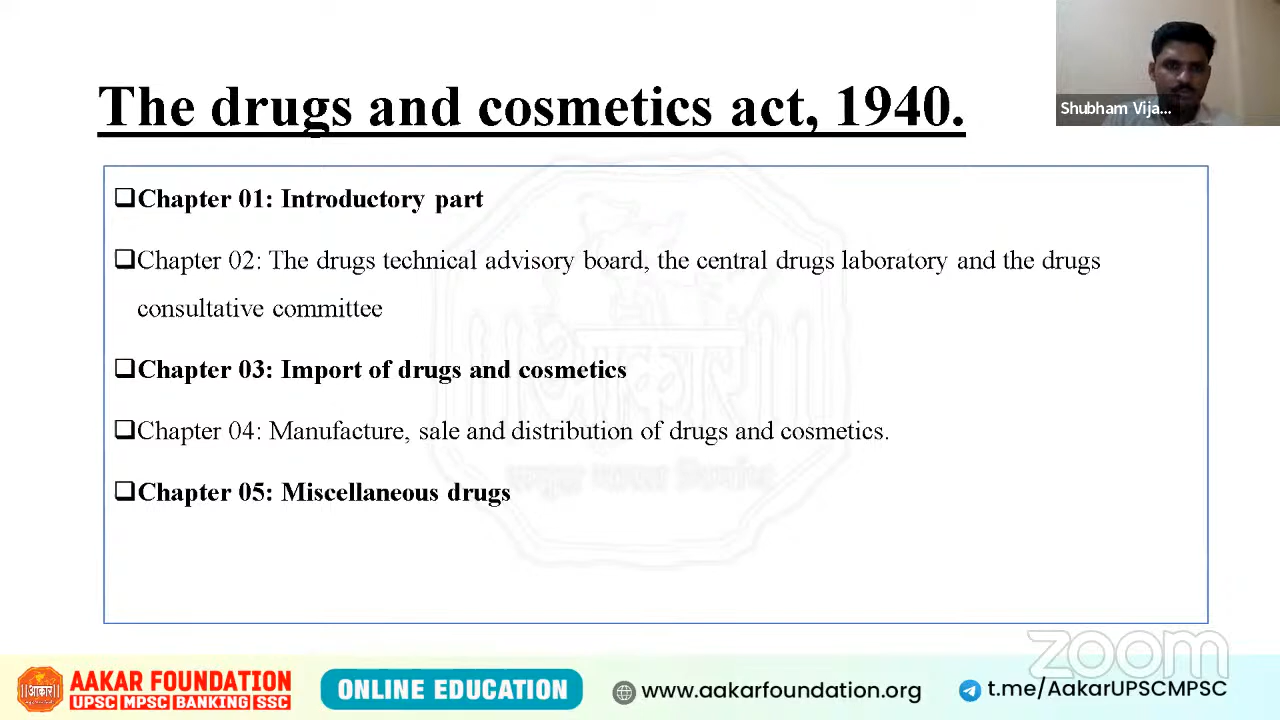 The drugs and cosmetics act, 1940.
Shubham Vija...
❑Chapter 01: Introductory part
❑Chapter 02: The drugs technical advisory board, the central drugs laboratory and the drugs
consultative committee
❑Chapter 03: Import of drugs and cosmetics
❑Chapter 04: Manufacture, sale and distribution of drugs and cosmetics.
❑Chapter 05: Miscellaneous drugs
आकार
zoom
आकार
AAKAR FOUNDATION
UPSC MPSC BANKING SSC
ONLINE EDUCATION
www.aakarfoundation.org
t.me/AakarUPSCMPSC